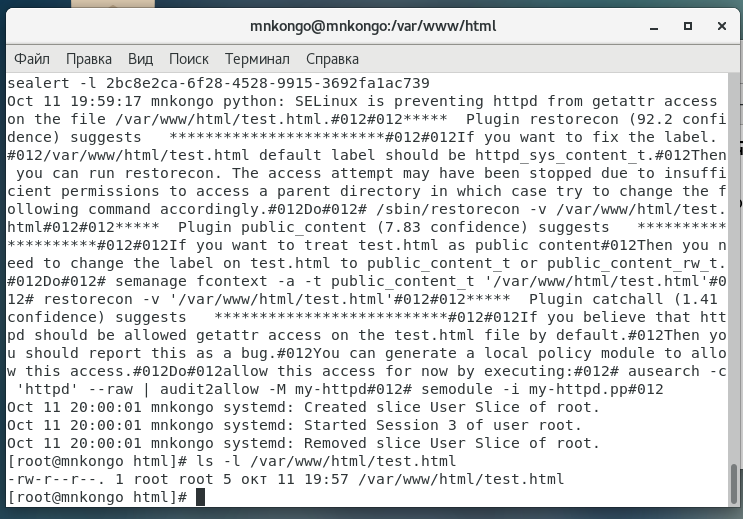 mnkongo@mnkongo:/var/www/html
Файл Правка Вид Поиск Терминал Справка
sealert -l 2bc8e2ca-6f28-4528-9915-3692fa1ac739
Oct 11 19:59:17 mnkongo python: SELinux is preventing httpd from getattr access
on the file /var/www/html/test.html.#012#012*****  Plugin restorecon (92.2 confi
dence) suggests   ************************#012#012If you want to fix the label.
#012/var/www/html/test.html default label should be httpd_sys_content_t.#012Then
 you can run restorecon. The access attempt may have been stopped due to insuffi
cient permissions to access a parent directory in which case try to change the f
ollowing command accordingly.#012Do#012# /sbin/restorecon -v /var/www/html/test.
html#012#012*****  Plugin public_content (7.83 confidence) suggests   **********
********************#012#012If you want to treat test.html as public content#012Then you n
eed to change the label on test.html to public_content_t or public_content_rw_t.
#012Do#012# semanage fcontext -a -t public_content_t '/var/www/html/test.html'#0
12# restorecon -v '/var/www/html/test.html'#012#012*****  Plugin catchall (1.41
confidence) suggests   **************************#012#012If you believe that htt
pd should be allowed getattr access on the test.html file by default.#012Then yo
u should report this as a bug.#012You can generate a local policy module to allo
w this access.#012Do#012allow this access for now by executing:#012# ausearch -c
 'httpd' --raw | audit2allow -M my-httpd#012# semodule -i my-httpd.pp#012
Oct 11 20:00:01 mnkongo systemd: Created slice User Slice of root.
Oct 11 20:00:01 mnkongo systemd: Started Session 3 of user root.
Oct 11 20:00:01 mnkongo systemd: Removed slice User Slice of root.
[root@mnkongo html]# ls -l /var/www/html/test.html
-rw-r--r--. 1 root root 5 окт 11 19:57 /var/www/html/test.html
[root@mnkongo html]#